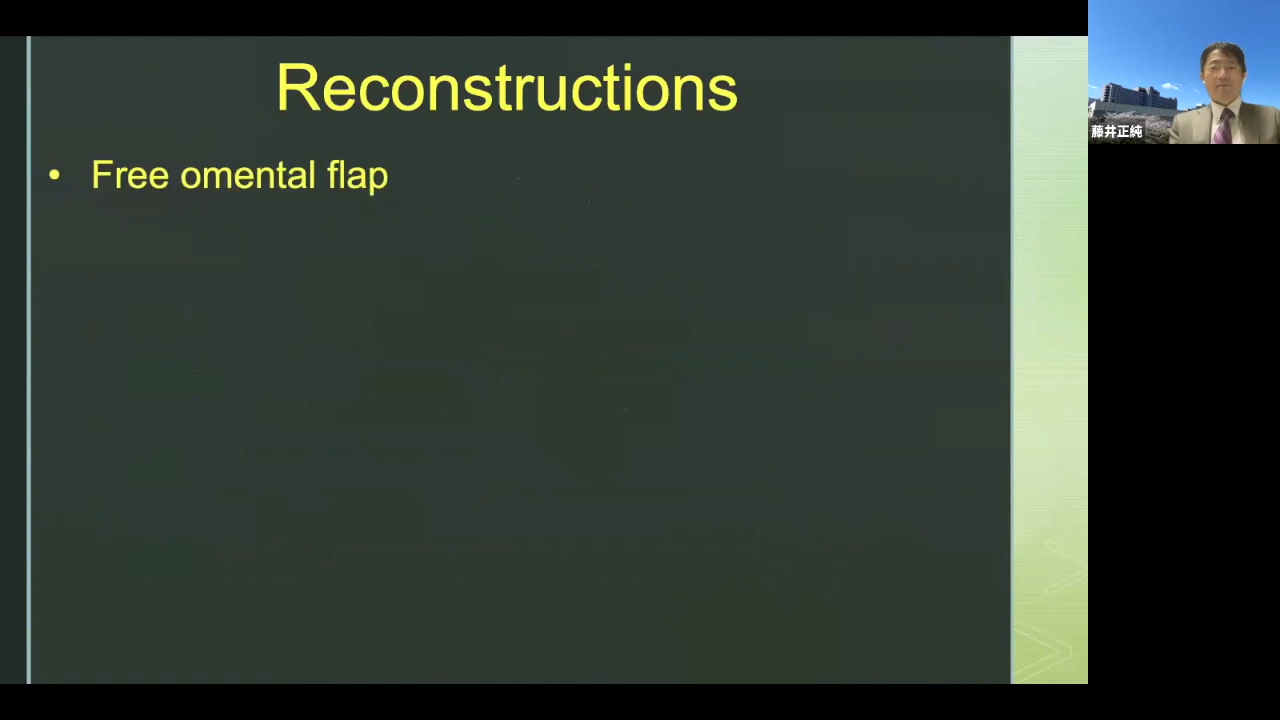 Reconstructions
• Free omental flap
藤井正純